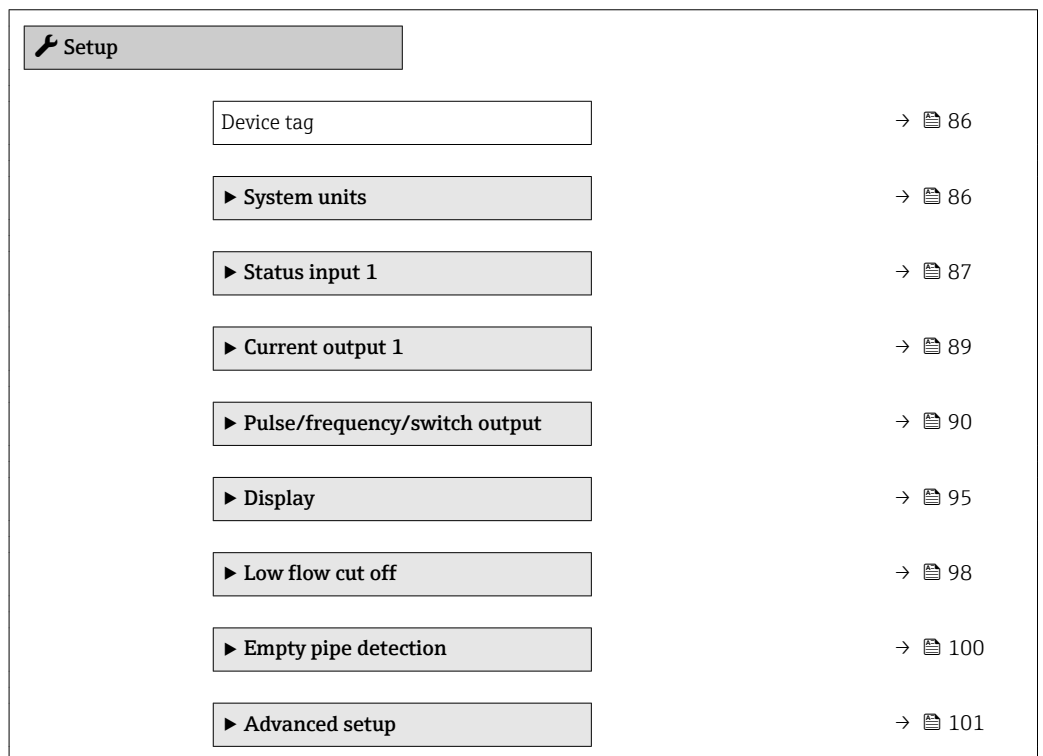 Setup
Device tag → 86
▶ System units → 86
▶ Status input 1 → 87
▶ Current output 1 → 89
▶ Pulse/frequency/switch output → 90
▶ Display → 95
▶ Low flow cut off → 98
▶ Empty pipe detection → 100
▶ Advanced setup → 101